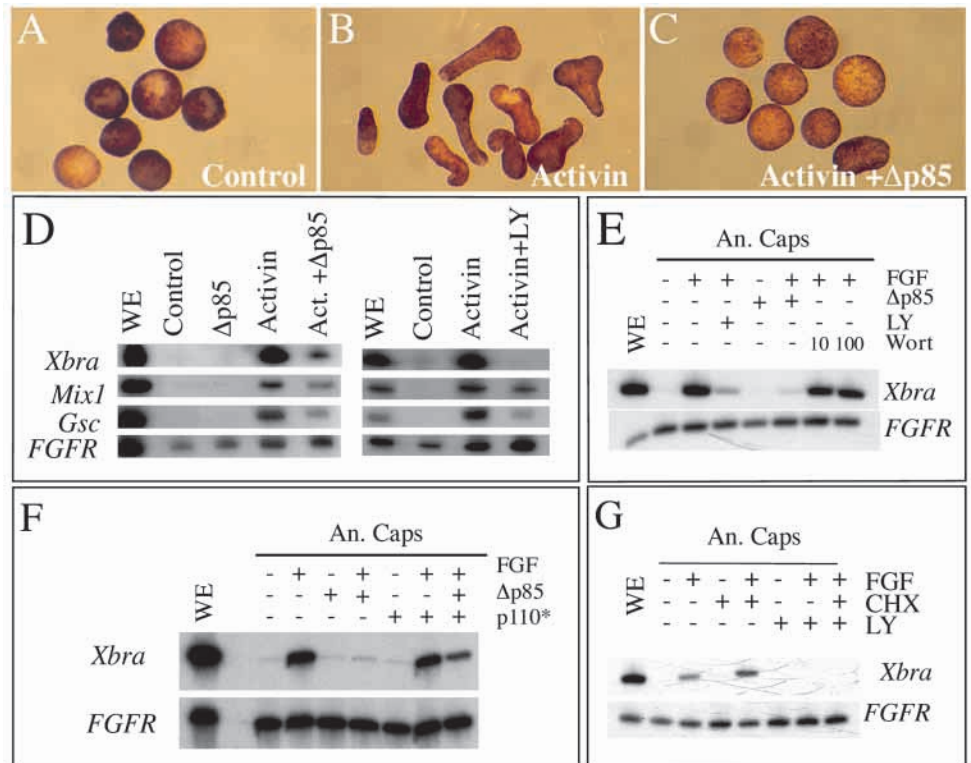 A
Control
B
Activin
C
Activin +Δp85
D
WE
Control
Δp85
Activin
Act. +Δp85
WE
Control
Activin
Activin+LY
Xbra
Mix1
Gsc
FGFR
E
An. Caps
WE
- + + - + + + FGF
- - - + + - - Δp85
- - + - - LY
- - - - - 10 100 Wort
Xbra
FGFR
F
An. Caps
WE
- + - + - + + FGF
- - + + - - + Δp85
- - - - + + + p110*
Xbra
FGFR
G
An. Caps
WE
- + - + - + + FGF
- - + + - - + CHX
- - - - + + + LY
Xbra
FGFR